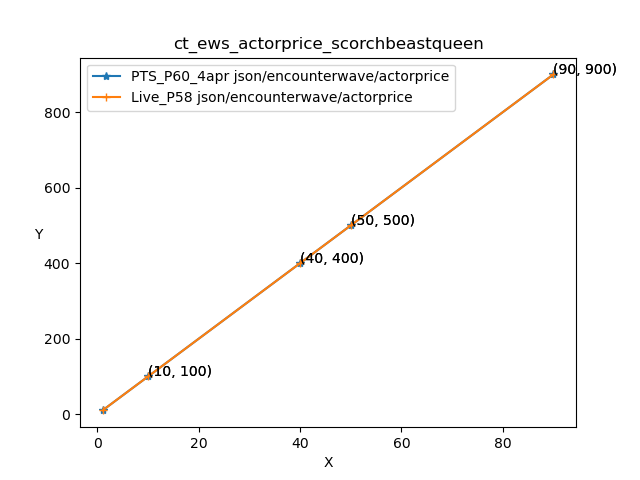 ct_ews_actorprice_scorchbeastqueen
PTS_P60_4apr json/encounterwave/actorprice
Live_P58 json/encounterwave/actorprice
(90, 900)
800
600
(50, 500)
Y
(40, 400)
400
200
(10, 100)
0
0 20 40 60 80
X